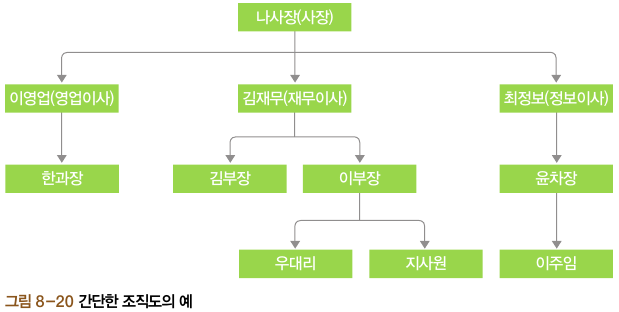 나사장(사장)
이영업(영업이사)
김재무(재무이사)
최정보(정보이사)
한과장
김부장
이부장
윤차장
우대리
지사원
이주임
그림 8-20 간단한 조직도의 예